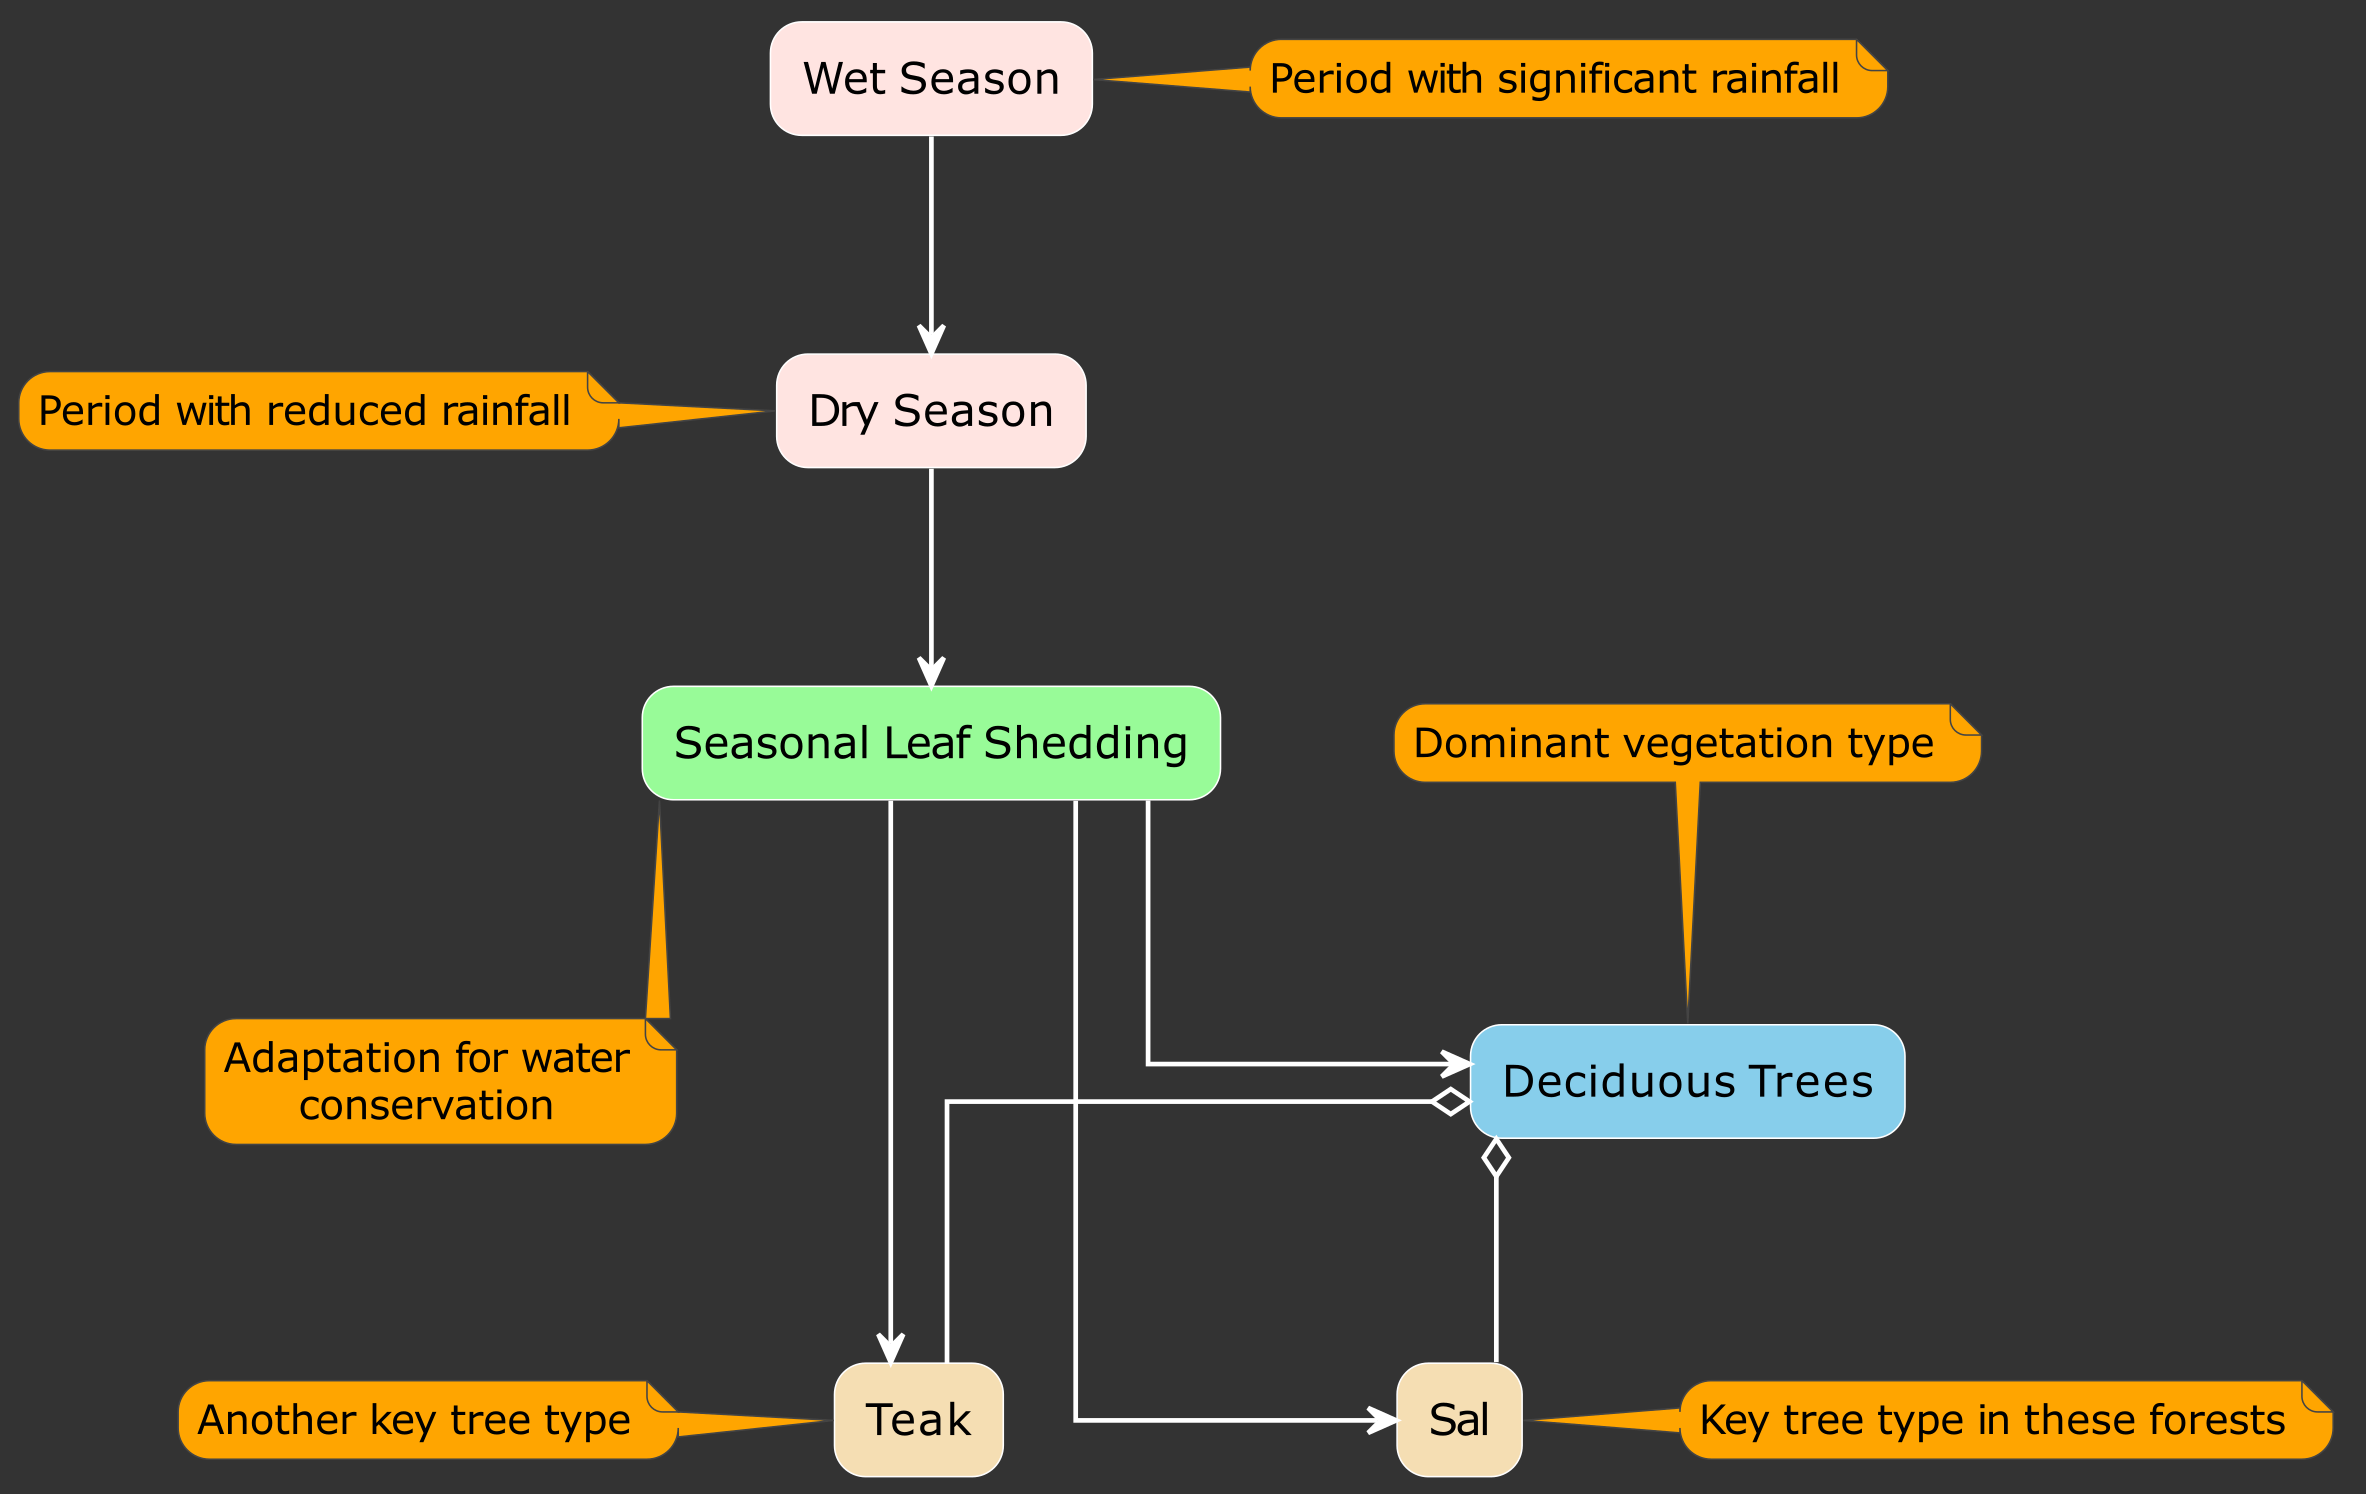 Wet Season
Period with significant rainfall
Period with reduced rainfall
Dry Season
Seasonal Leaf Shedding
Dominant vegetation type
Adaptation for water
conservation
Deciduous Trees
Another key tree type
Teak
Sal
Key tree type in these forests